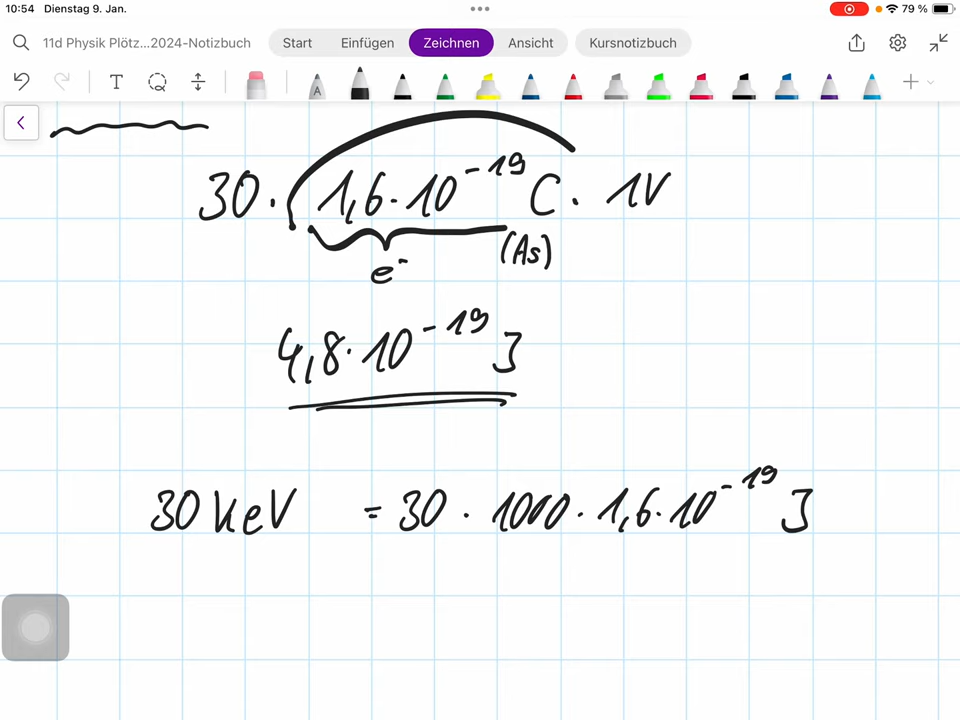 10:54 Dienstag 9. Jan. 79 %
11d Physik Plötz...2024-Notizbuch Start Einfügen Zeichnen Ansicht Kursnotizbuch
T A
30 · (1,6 · 10⁻¹⁹ C · 1V
e⁻ (As)
4,8 · 10⁻¹⁹ J
30 keV = 30 · 1000 · 1,6 · 10⁻¹⁹ J